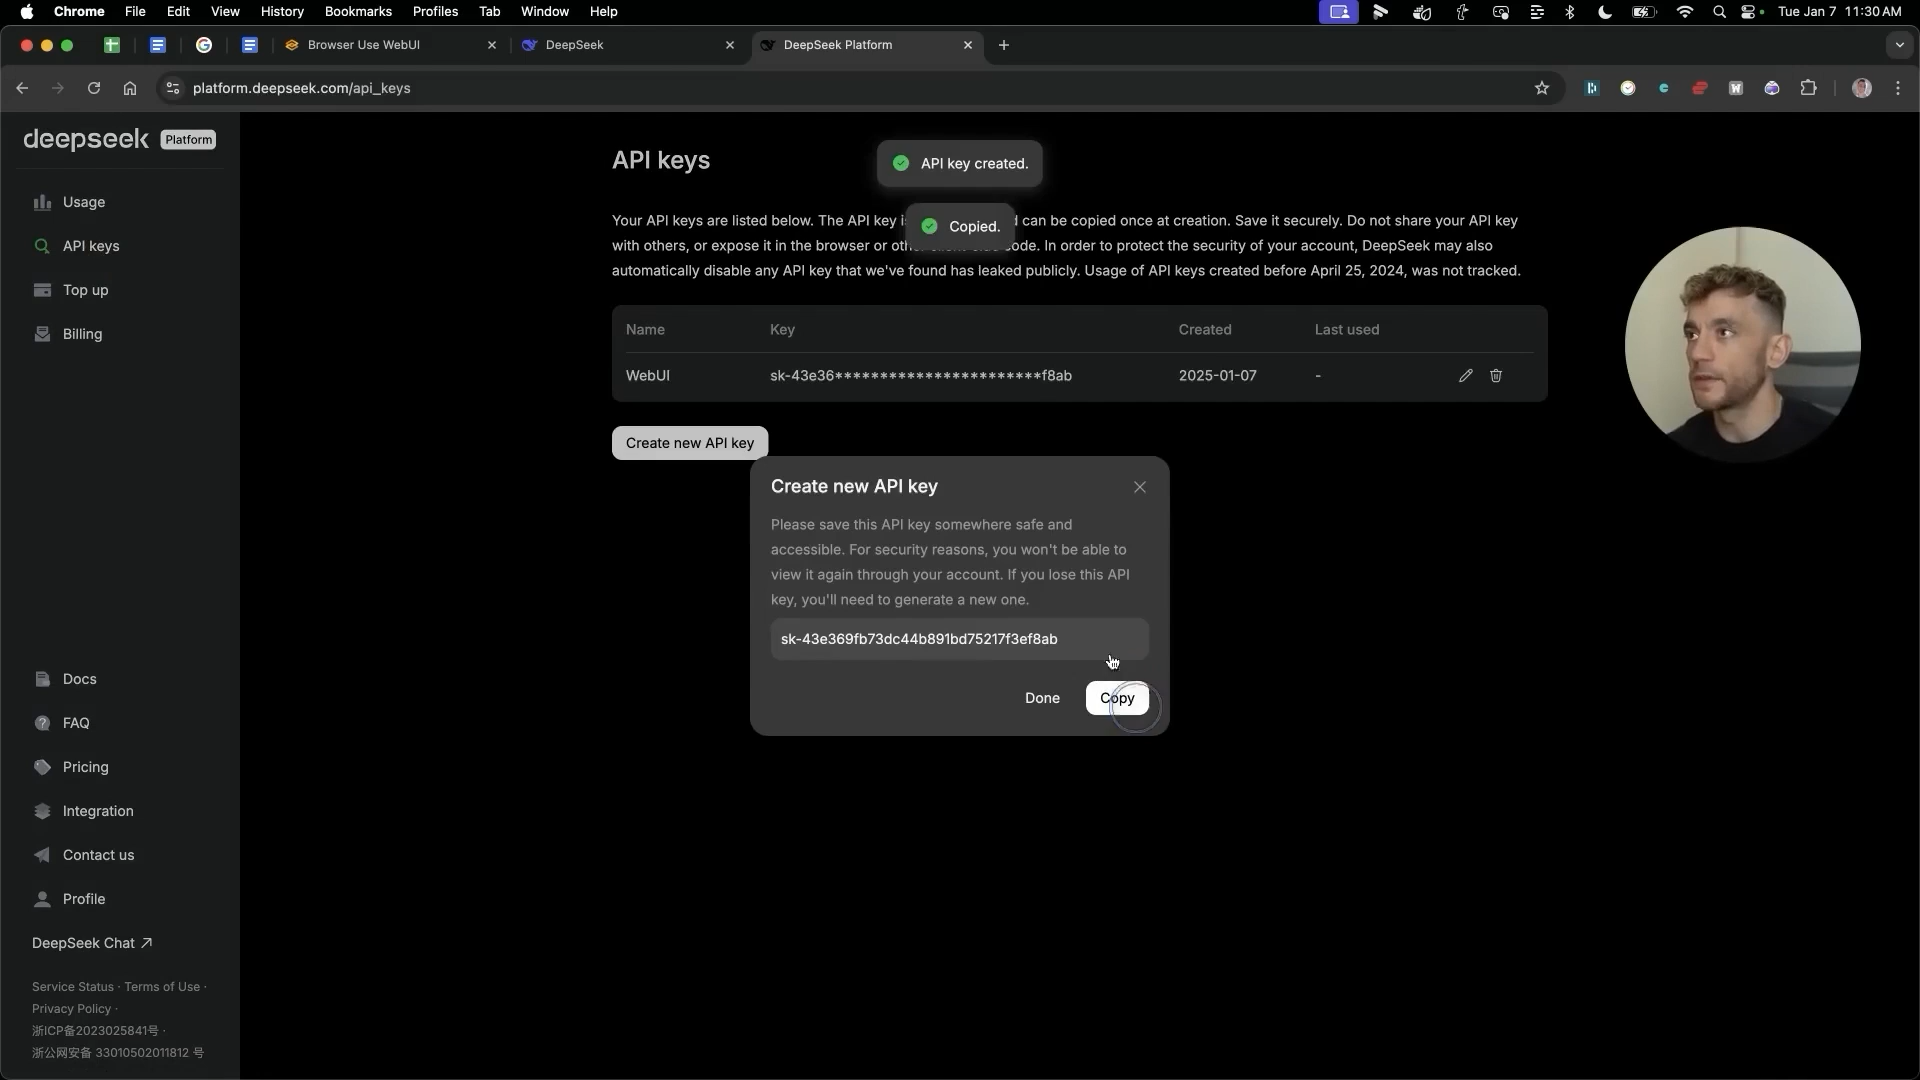 Chrome File Edit View History Bookmarks Profiles Tab Window Help Tue Jan 7 11:30 AM
Browser Use WebUI DeepSeek DeepSeek Platform
platform.deepseek.com/api_keys
deepseek Platform
Usage
API keys
Top up
Billing
Docs
FAQ
Pricing
Integration
Contact us
Profile
DeepSeek Chat
Service Status · Terms of Use ·
Privacy Policy ·
浙ICP备2023025841号 ·
浙公网安备 33010502011812 号
API keys
API key created.
Copied.
Your API keys are listed below. The API key can be copied once at creation. Save it securely. Do not share your API key
with others, or expose it in the browser or code. In order to protect the security of your account, DeepSeek may also
automatically disable any API key that we've found has leaked publicly. Usage of API keys created before April 25, 2024, was not tracked.
Name Key Created Last used
WebUI sk-43e36***********************f8ab 2025-01-07 -
Create new API key
Create new API key
Please save this API key somewhere safe and
accessible. For security reasons, you won't be able to
view it again through your account. If you lose this API
key, you'll need to generate a new one.
sk-43e369fb73dc44b891bd75217f3ef8ab
Done Copy